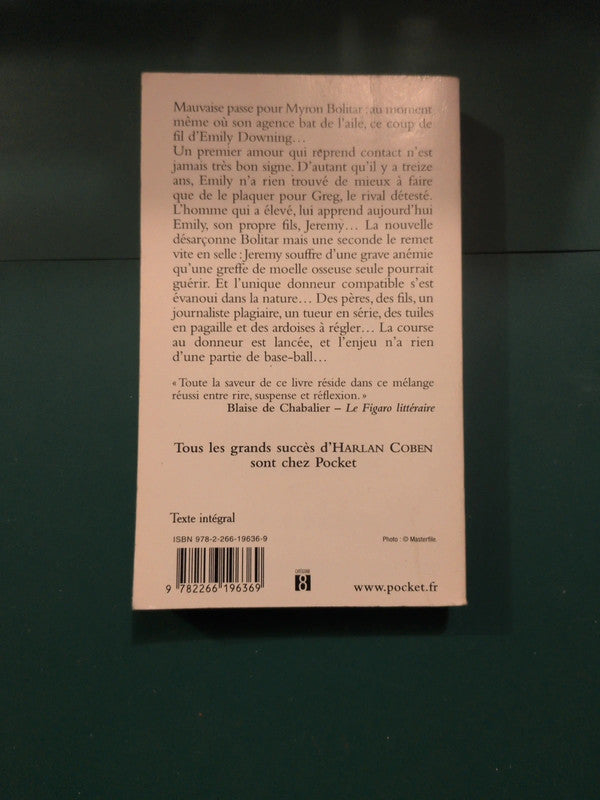 Mauvaise passe pour Myron Bolitar : au moment
même où son agence bat de l'aile, ce coup de
fil d'Emily Downing…
Un premier amour qui reprend contact n'est
jamais très bon signe. D'autant qu'il y a treize
ans, Emily n'a rien trouvé de mieux à faire
que de le plaquer pour Greg, le rival détesté.
L'homme qui a élevé, lui apprend aujourd'hui
Emily, son propre fils, Jeremy… La nouvelle
désarçonne Bolitar mais une seconde le remet
vite en selle : Jeremy souffre d'une grave anémie
qu'une greffe de moelle osseuse seule pourrait
guérir. Et l'unique donneur compatible s'est
évanoui dans la nature… Des pères, des fils, un
journaliste plagiaire, un tueur en série, des tuiles
en pagaille et des ardoises à régler… La course
au donneur est lancée, et l'enjeu n'a rien
d'une partie de base-ball…
« Toute la saveur de ce livre réside dans ce mélange
réussi entre rire, suspense et réflexion. »
Blaise de Chabalier – Le Figaro littéraire
Tous les grands succès d'HARLAN COBEN
sont chez Pocket
Texte intégral
ISBN 978-2-266-19636-9
Photo : © Masterfile.
CATÉGORIE
8
9 782266 196369
www.pocket.fr